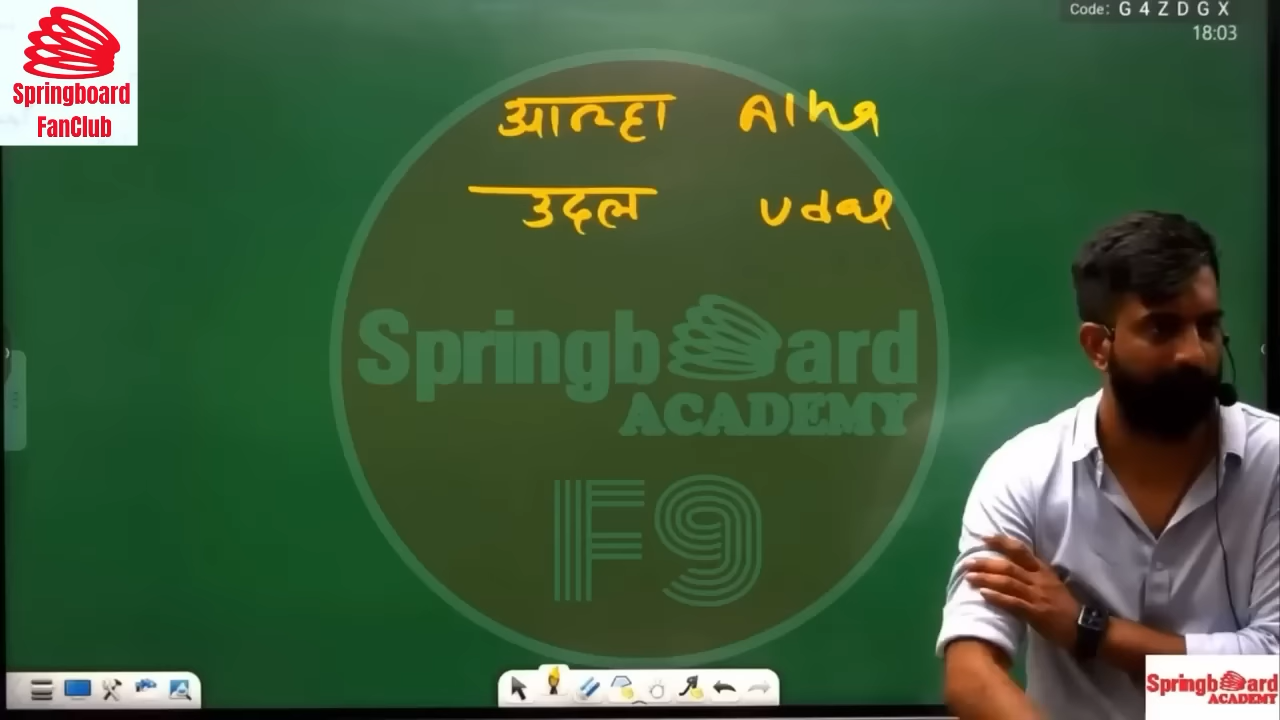 Code: G 4 Z D G X
18:03
Springboard
FanClub
आल्हा Alha
उदल Udal
Springboard
ACADEMY
F9
Springboard
ACADEMY